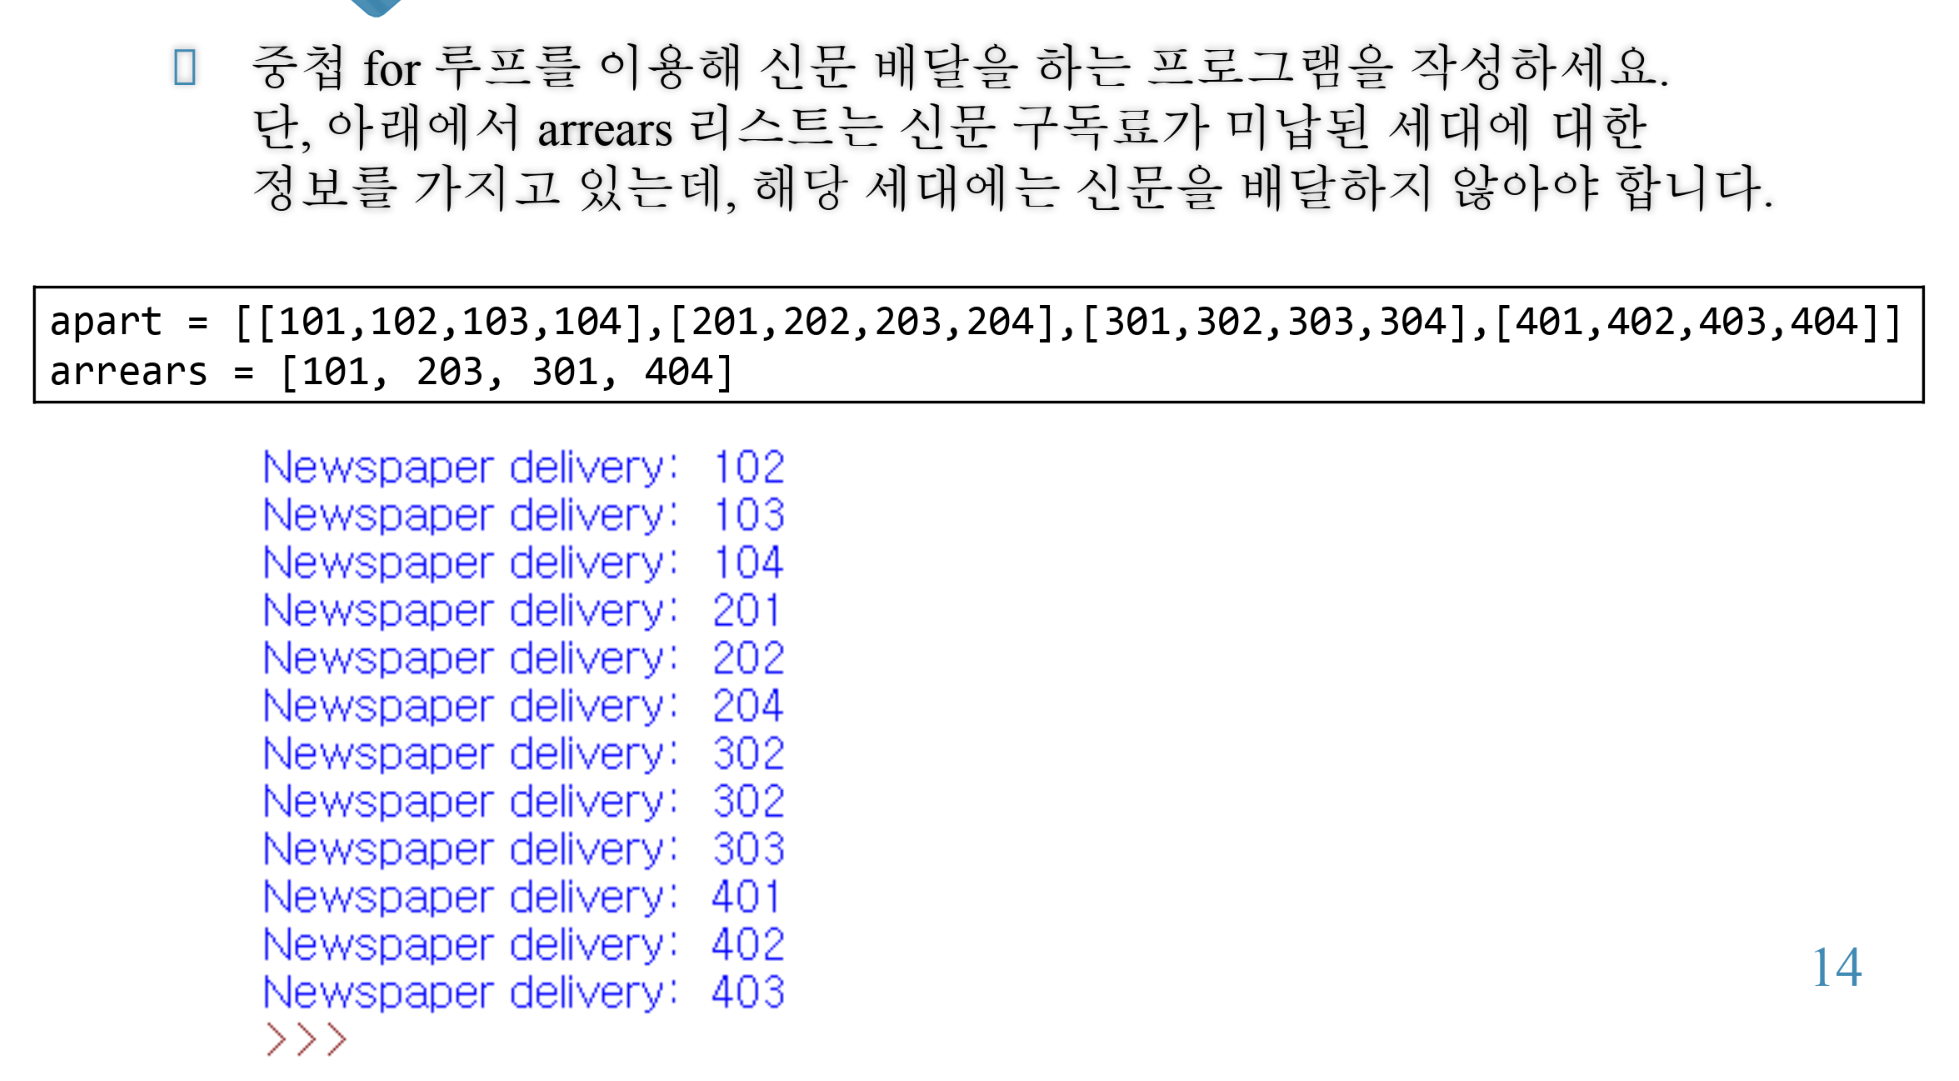 중첩 for 루프를 이용해 신문 배달을 하는 프로그램을 작성하세요.
단, 아래에서 arrears 리스트는 신문 구독료가 미납된 세대에 대한
정보를 가지고 있는데, 해당 세대에는 신문을 배달하지 않아야 합니다.
apart = [[101,102,103,104],[201,202,203,204],[301,302,303,304],[401,402,403,404]]
arrears = [101, 203, 301, 404]
Newspaper delivery: 102
Newspaper delivery: 103
Newspaper delivery: 104
Newspaper delivery: 201
Newspaper delivery: 202
Newspaper delivery: 204
Newspaper delivery: 302
Newspaper delivery: 302
Newspaper delivery: 303
Newspaper delivery: 401
Newspaper delivery: 402
Newspaper delivery: 403
>>>
14